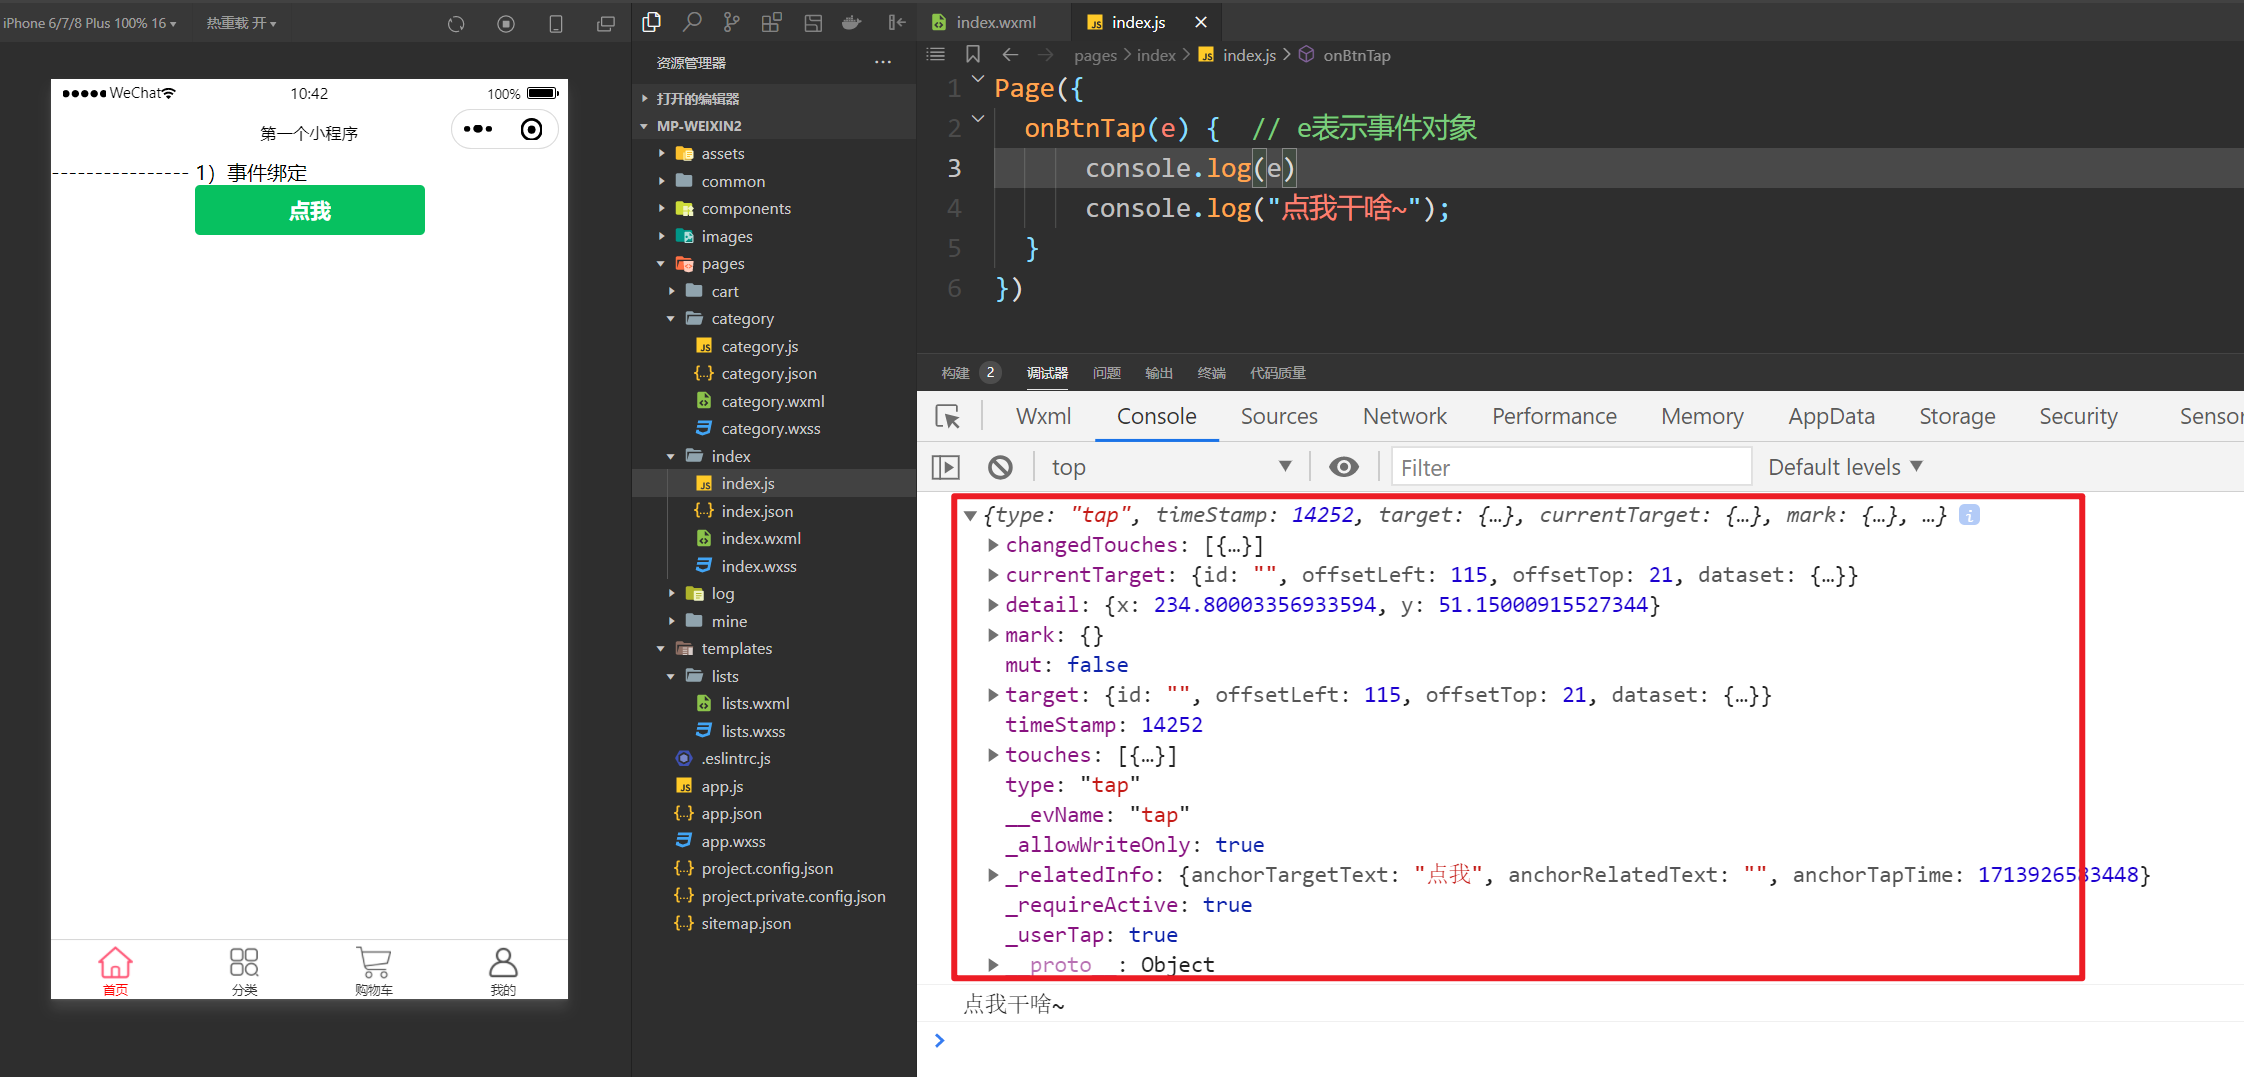 iPhone 6/7/8 Plus 100% 16
热重载 开
WeChat
10:42
100%
第一个小程序
---------------- 1）事件绑定
点我
首页
分类
购物车
我的
资源管理器
打开的编辑器
MP-WEIXIN2
assets
common
components
images
pages
cart
category
category.js
category.json
category.wxml
category.wxss
index
index.js
index.json
index.wxml
index.wxss
log
mine
templates
lists
lists.wxml
lists.wxss
.eslintrc.js
app.js
app.json
app.wxss
project.config.json
project.private.config.json
sitemap.json
index.wxml
index.js
pages > index > index.js > onBtnTap
1 Page({
2 onBtnTap(e) { // e表示事件对象
3 console.log(e)
4 console.log("点我干啥~");
5 }
6 })
构建 2 调试器 问题 输出 终端 代码质量
Wxml Console Sources Network Performance Memory AppData Storage Security Sensor
top Filter Default levels
{type: "tap", timeStamp: 14252, target: {…}, currentTarget: {…}, mark: {…}, …}
changedTouches: [{…}]
currentTarget: {id: "", offsetLeft: 115, offsetTop: 21, dataset: {…}}
detail: {x: 234.80003356933594, y: 51.15000915527344}
mark: {}
mut: false
target: {id: "", offsetLeft: 115, offsetTop: 21, dataset: {…}}
timeStamp: 14252
touches: [{…}]
type: "tap"
__evName: "tap"
_allowWriteOnly: true
_relatedInfo: {anchorTargetText: "点我", anchorRelatedText: "", anchorTapTime: 1713926583448}
_requireActive: true
_userTap: true
__proto__: Object
点我干啥~